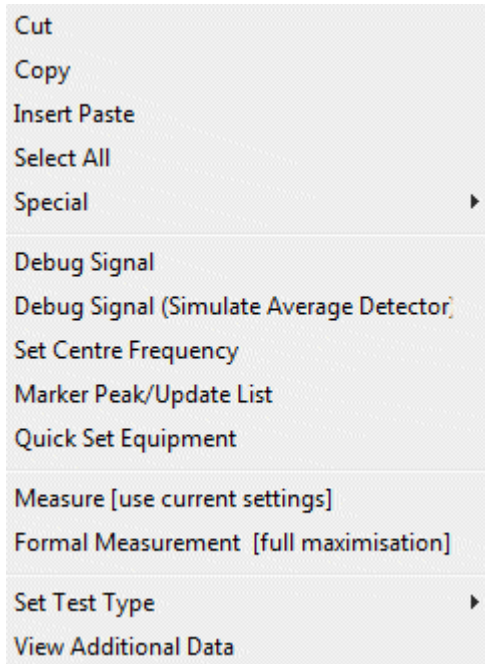 Cut
Copy
Insert Paste
Select All
Special
Debug Signal
Debug Signal (Simulate Average Detector)
Set Centre Frequency
Marker Peak/Update List
Quick Set Equipment
Measure [use current settings]
Formal Measurement [full maximisation]
Set Test Type
View Additional Data